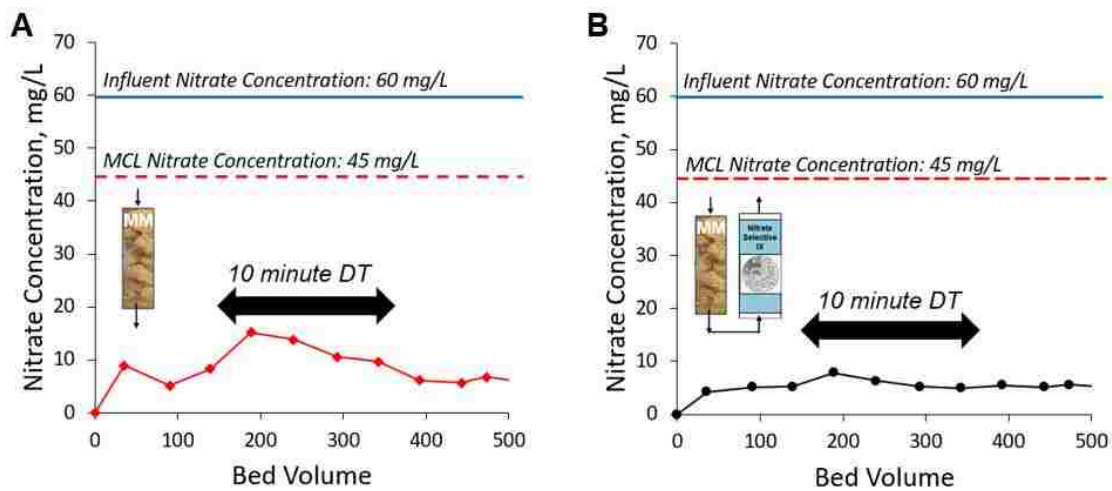 A
Nitrate Concentration, mg/L
70
60
50
40
30
20
10
0
Influent Nitrate Concentration: 60 mg/L
MCL Nitrate Concentration: 45 mg/L
MM
10 minute DT
0 100 200 300 400 500
Bed Volume
B
Nitrate Concentration, mg/L
70
60
50
40
30
20
10
0
Influent Nitrate Concentration: 60 mg/L
MCL Nitrate Concentration: 45 mg/L
MM
Nitrate
Selective
IX
10 minute DT
0 100 200 300 400 500
Bed Volume